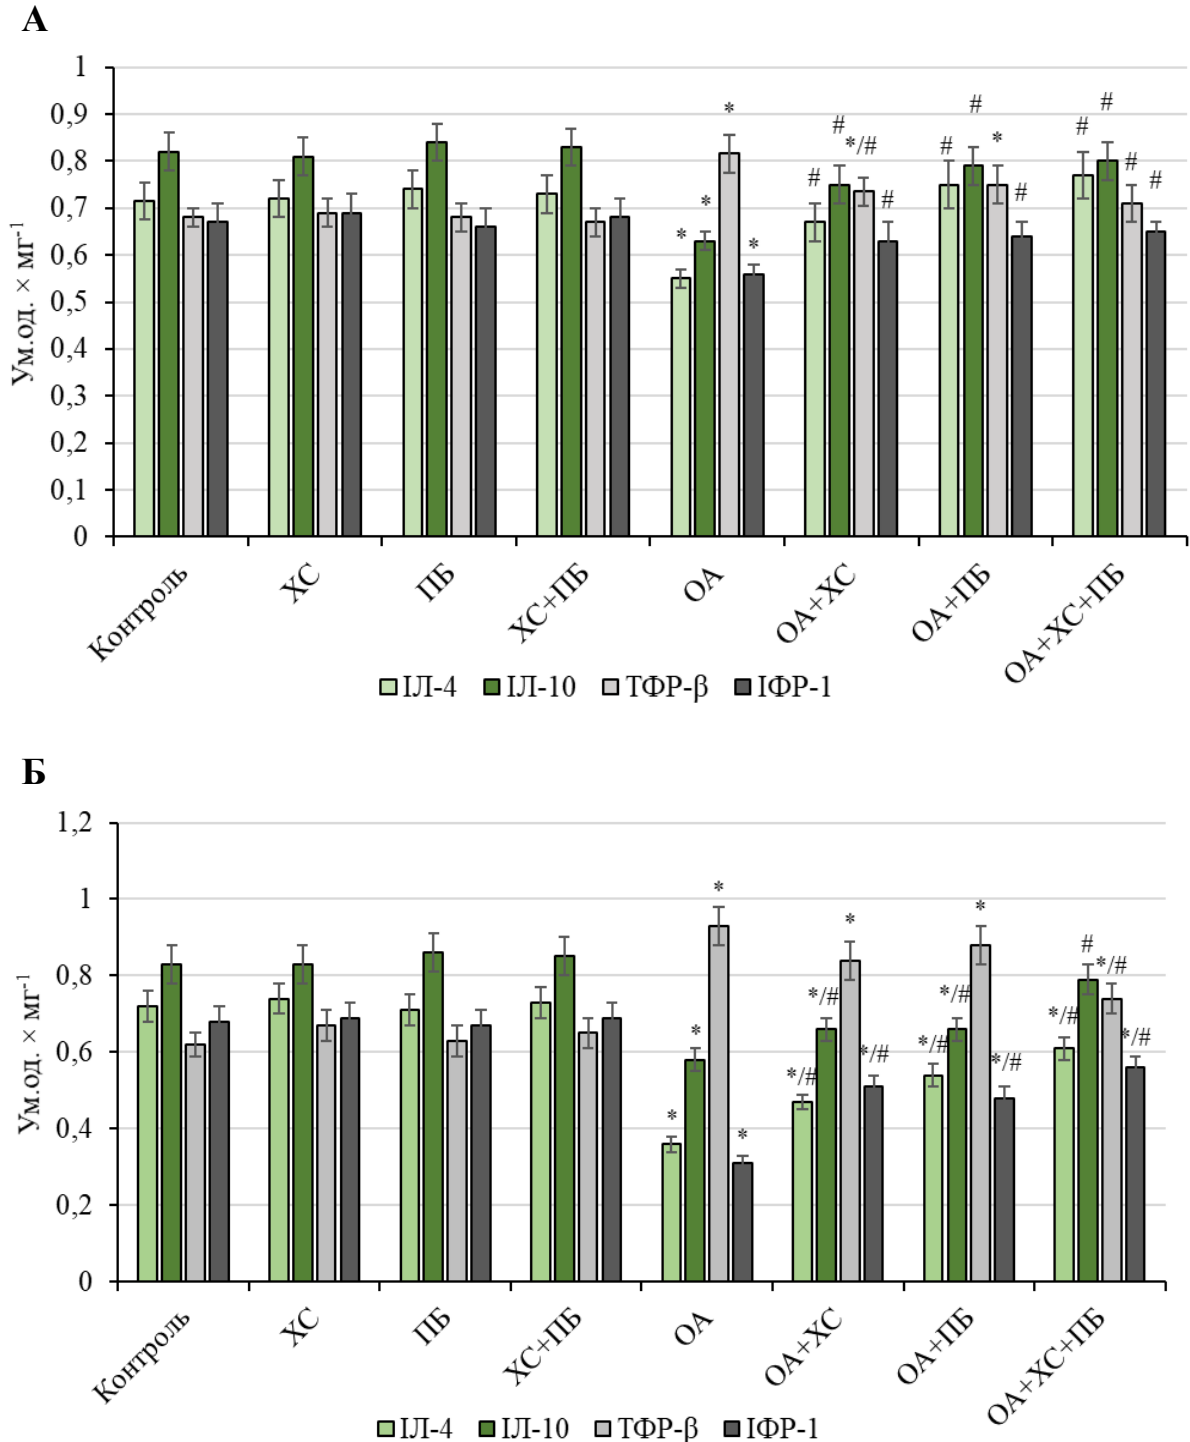 А
Ум.од. × мг-1
1
0,9
0,8
0,7
0,6
0,5
0,4
0,3
0,2
0,1
0
* * * *
# # */# #
# # * #
# # # #
Контроль ХС ПБ ХС+ПБ ОА ОА+ХС ОА+ПБ ОА+ХС+ПБ
ІЛ-4 ІЛ-10 ТФР-β ІФР-1
Б
Ум.од. × мг-1
1,2
1
0,8
0,6
0,4
0,2
0
* * * *
*/# */# * */#
*/# */# * */#
*/# # */# */#
Контроль ХС ПБ ХС+ПБ ОА ОА+ХС ОА+ПБ ОА+ХС+ПБ
ІЛ-4 ІЛ-10 ТФР-β ІФР-1